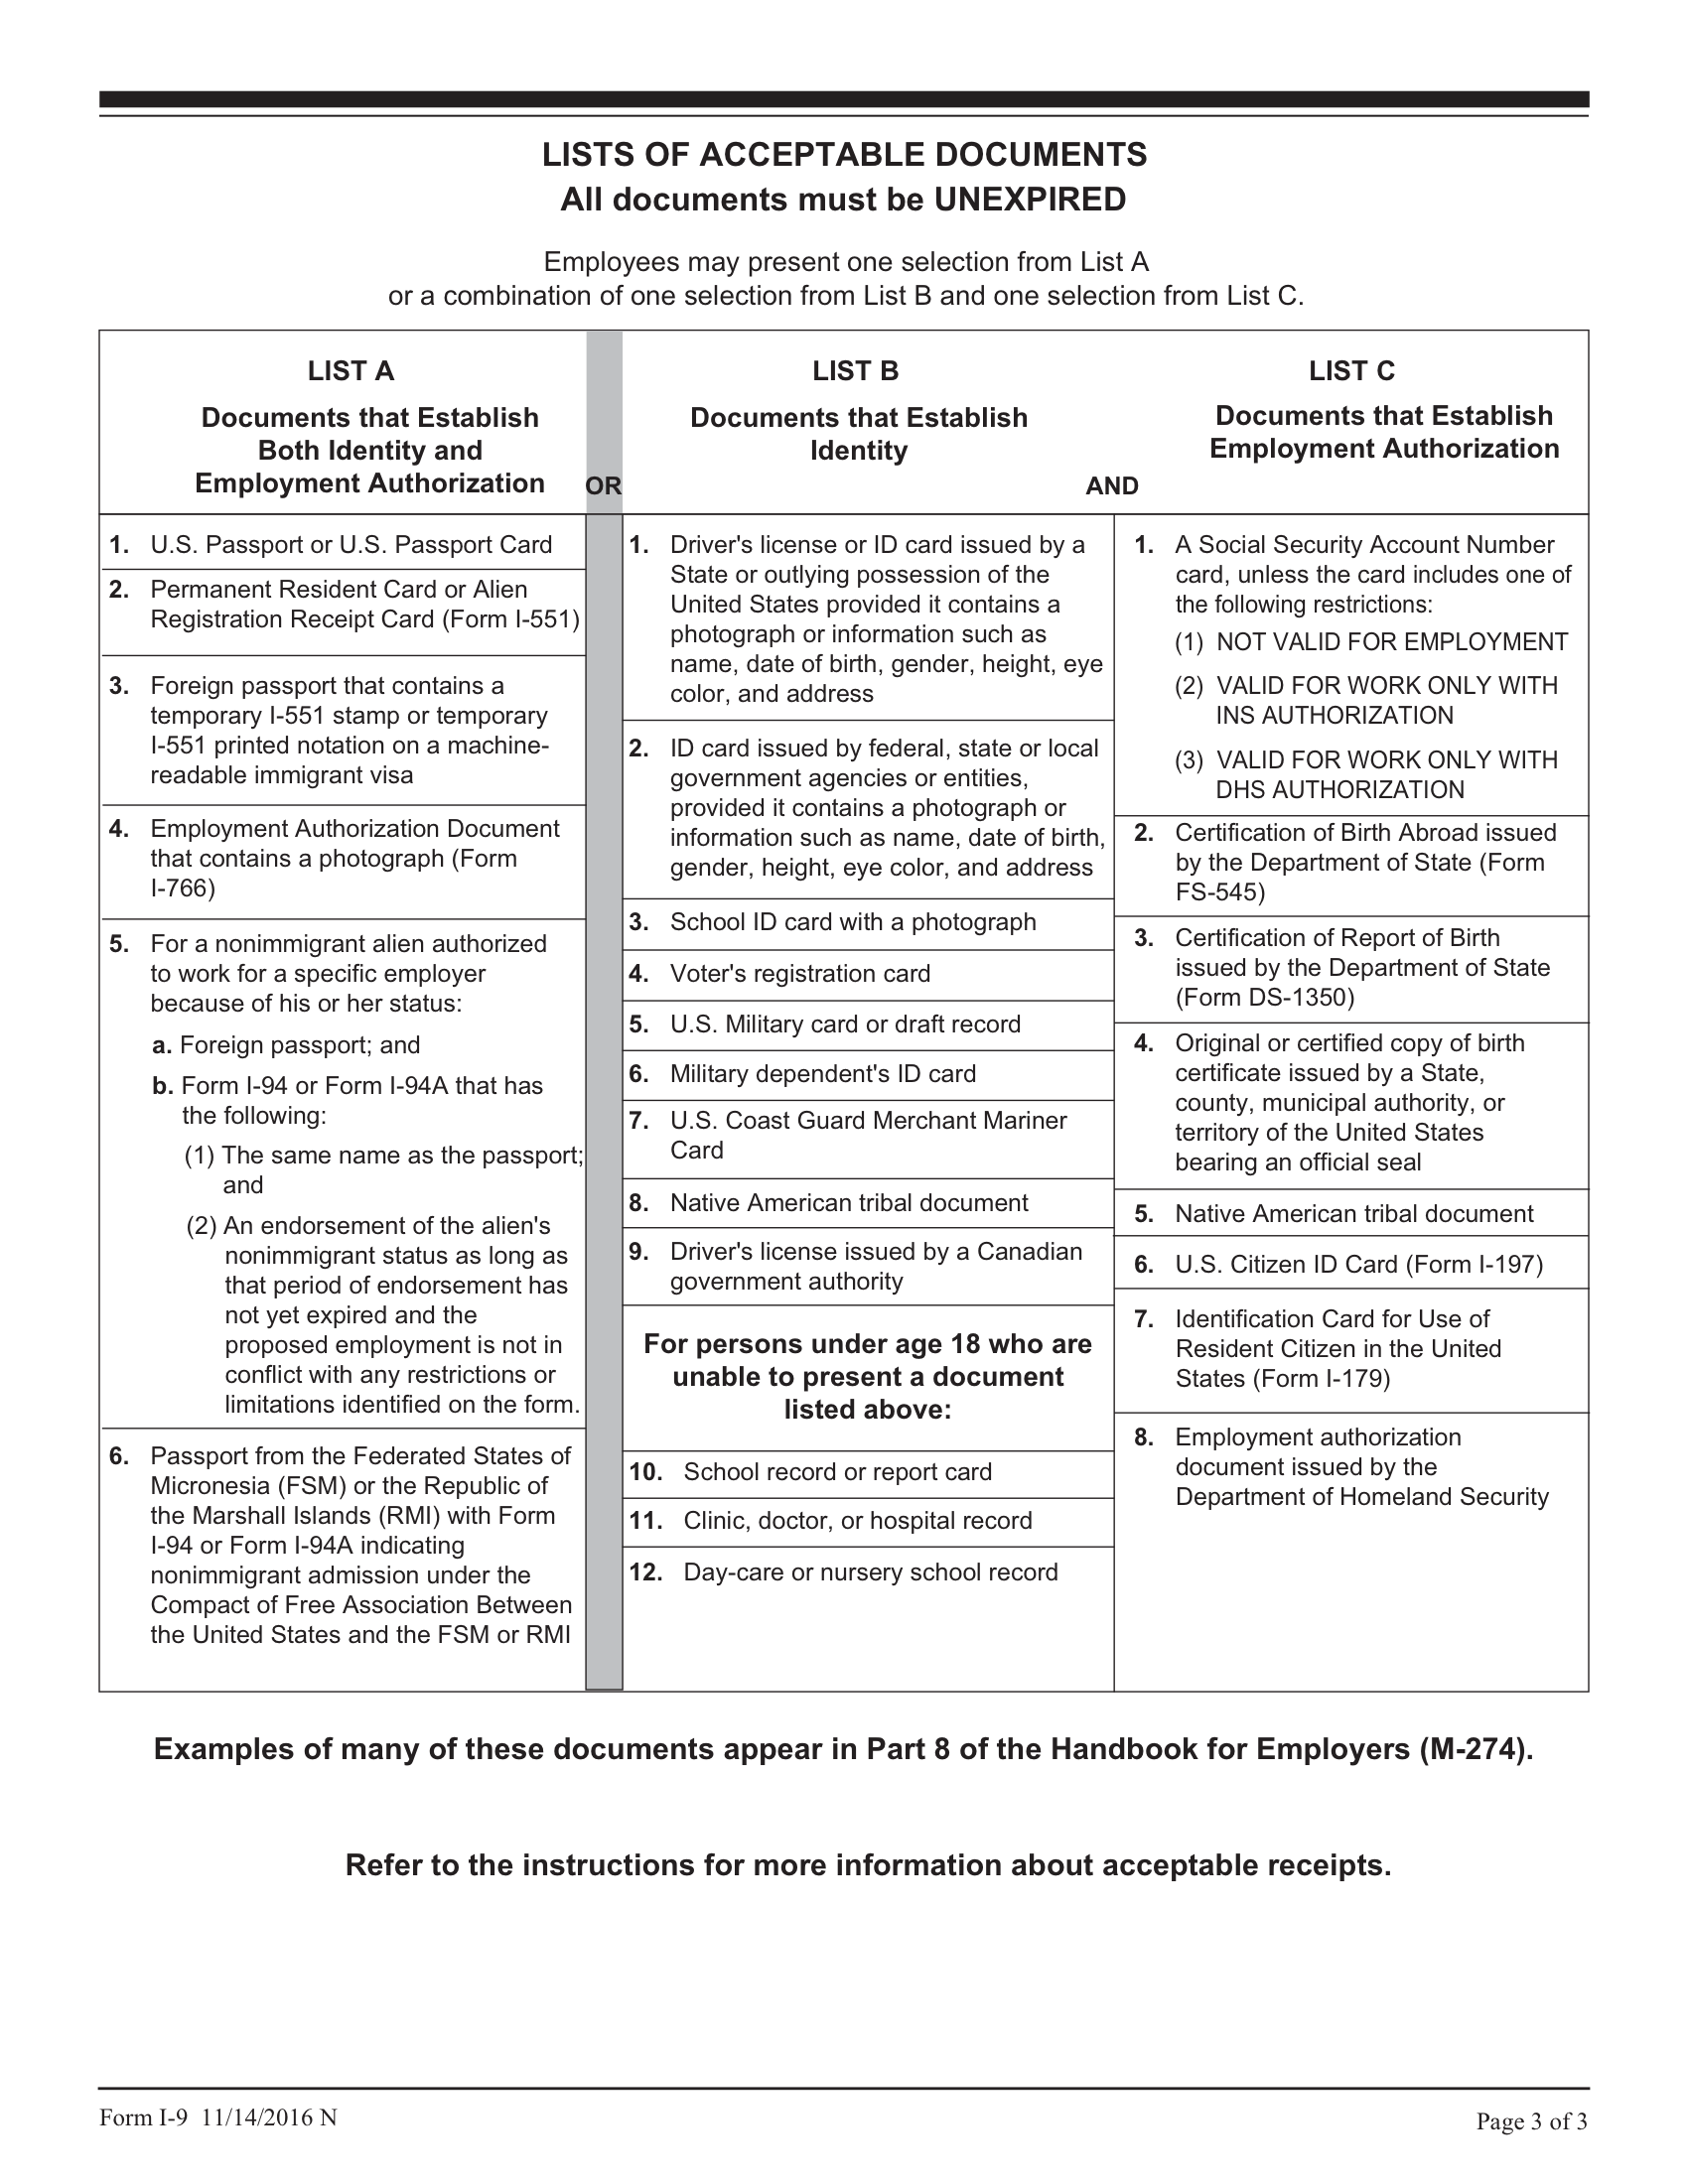 LISTS OF ACCEPTABLE DOCUMENTS
All documents must be UNEXPIRED
Employees may present one selection from List A
or a combination of one selection from List B and one selection from List C.
LIST A
Documents that Establish
Both Identity and
Employment Authorization
OR
LIST B
Documents that Establish
Identity
AND
LIST C
Documents that Establish
Employment Authorization
1. U.S. Passport or U.S. Passport Card
2. Permanent Resident Card or Alien
Registration Receipt Card (Form I-551)
3. Foreign passport that contains a
temporary I-551 stamp or temporary
I-551 printed notation on a machine-
readable immigrant visa
4. Employment Authorization Document
that contains a photograph (Form
I-766)
5. For a nonimmigrant alien authorized
to work for a specific employer
because of his or her status:
a. Foreign passport; and
b. Form I-94 or Form I-94A that has
the following:
(1) The same name as the passport;
and
(2) An endorsement of the alien's
nonimmigrant status as long as
that period of endorsement has
not yet expired and the
proposed employment is not in
conflict with any restrictions or
limitations identified on the form.
6. Passport from the Federated States of
Micronesia (FSM) or the Republic of
the Marshall Islands (RMI) with Form
I-94 or Form I-94A indicating
nonimmigrant admission under the
Compact of Free Association Between
the United States and the FSM or RMI
1. Driver's license or ID card issued by a
State or outlying possession of the
United States provided it contains a
photograph or information such as
name, date of birth, gender, height, eye
color, and address
2. ID card issued by federal, state or local
government agencies or entities,
provided it contains a photograph or
information such as name, date of birth,
gender, height, eye color, and address
3. School ID card with a photograph
4. Voter's registration card
5. U.S. Military card or draft record
6. Military dependent's ID card
7. U.S. Coast Guard Merchant Mariner
Card
8. Native American tribal document
9. Driver's license issued by a Canadian
government authority
For persons under age 18 who are
unable to present a document
listed above:
10. School record or report card
11. Clinic, doctor, or hospital record
12. Day-care or nursery school record
1. A Social Security Account Number
card, unless the card includes one of
the following restrictions:
(1) NOT VALID FOR EMPLOYMENT
(2) VALID FOR WORK ONLY WITH
INS AUTHORIZATION
(3) VALID FOR WORK ONLY WITH
DHS AUTHORIZATION
2. Certification of Birth Abroad issued
by the Department of State (Form
FS-545)
3. Certification of Report of Birth
issued by the Department of State
(Form DS-1350)
4. Original or certified copy of birth
certificate issued by a State,
county, municipal authority, or
territory of the United States
bearing an official seal
5. Native American tribal document
6. U.S. Citizen ID Card (Form I-197)
7. Identification Card for Use of
Resident Citizen in the United
States (Form I-179)
8. Employment authorization
document issued by the
Department of Homeland Security
Examples of many of these documents appear in Part 8 of the Handbook for Employers (M-274).
Refer to the instructions for more information about acceptable receipts.
Form I-9 11/14/2016 N
Page 3 of 3